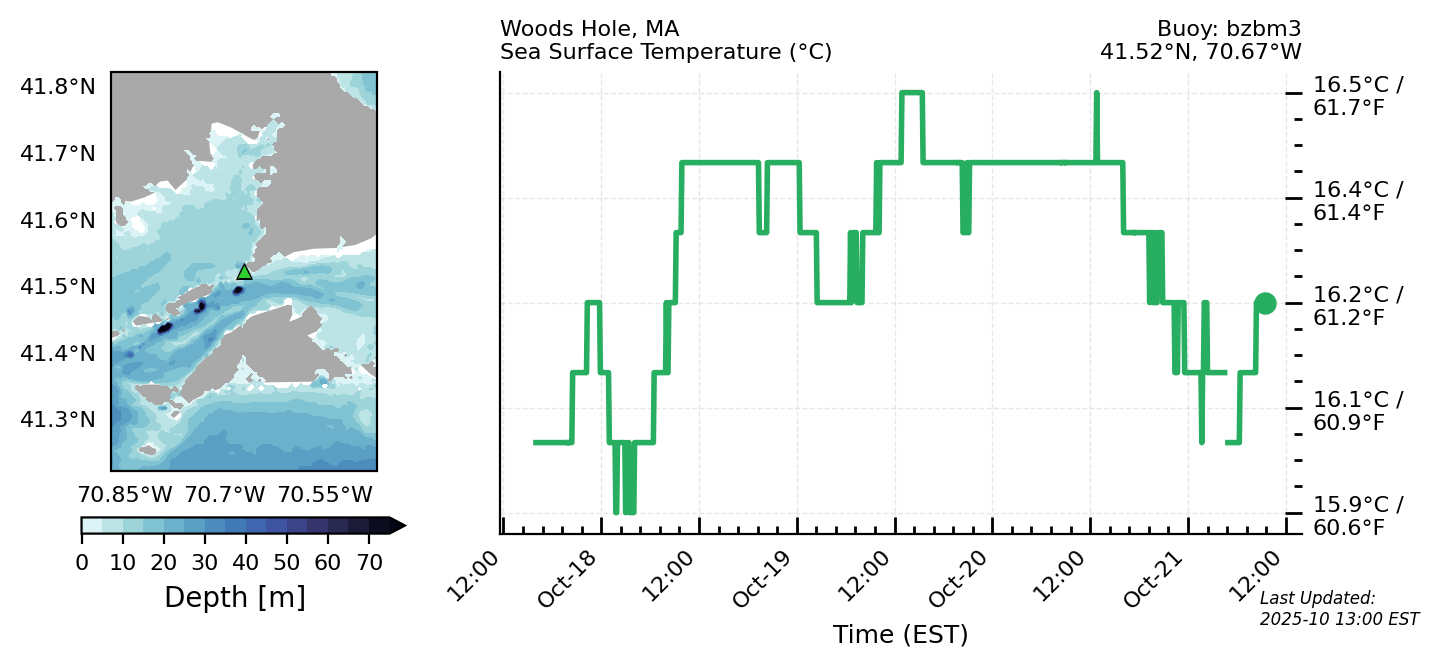 Woods Hole, MA
Sea Surface Temperature (°C)
Buoy: bzbm3
41.52°N, 70.67°W
41.8°N
41.7°N
41.6°N
41.5°N
41.4°N
41.3°N
70.85°W 70.7°W 70.55°W
0 10 20 30 40 50 60 70
Depth [m]
16.5°C /
61.7°F
16.4°C /
61.4°F
16.2°C /
61.2°F
16.1°C /
60.9°F
15.9°C /
60.6°F
12:00
Oct-18
12:00
Oct-19
12:00
Oct-20
12:00
Oct-21
12:00
Time (EST)
Last Updated:
2025-10 13:00 EST